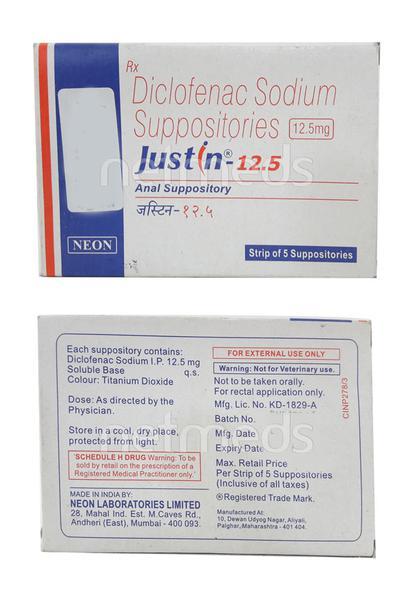 Rx
Diclofenac Sodium
Suppositories 12.5mg
Justin®-12.5
Anal Suppository
जस्टिन-१२.५
NEON
Strip of 5 Suppositories
netmeds
Each suppository contains:
Diclofenac Sodium I.P. 12.5 mg
Soluble Base q.s.
Colour: Titanium Dioxide
Dose: As directed by the
Physician.
Store in a cool, dry place,
protected from light.
'SCHEDULE H DRUG Warning: To be
sold by retail on the prescription of a
Registered Medical Practitioner only.'
MADE IN INDIA BY:
NEON LABORATORIES LIMITED
28, Mahal Ind. Est. M.Caves Rd.,
Andheri (East), Mumbai - 400 093.
FOR EXTERNAL USE ONLY
Warning: Not for Veterinary use.
Not to be taken orally.
For rectal application only.
Mfg. Lic. No. KD-1829-A
Batch No.
Mfg. Date
Expiry Date
Max. Retail Price
Per Strip of 5 Suppositories
(Inclusive of all taxes)
®Registered Trade Mark.
Manufactured At:
10, Dewan Udyog Nagar, Aliyali,
Palghar, Maharashtra - 401 404.
CINP278/3
netmeds